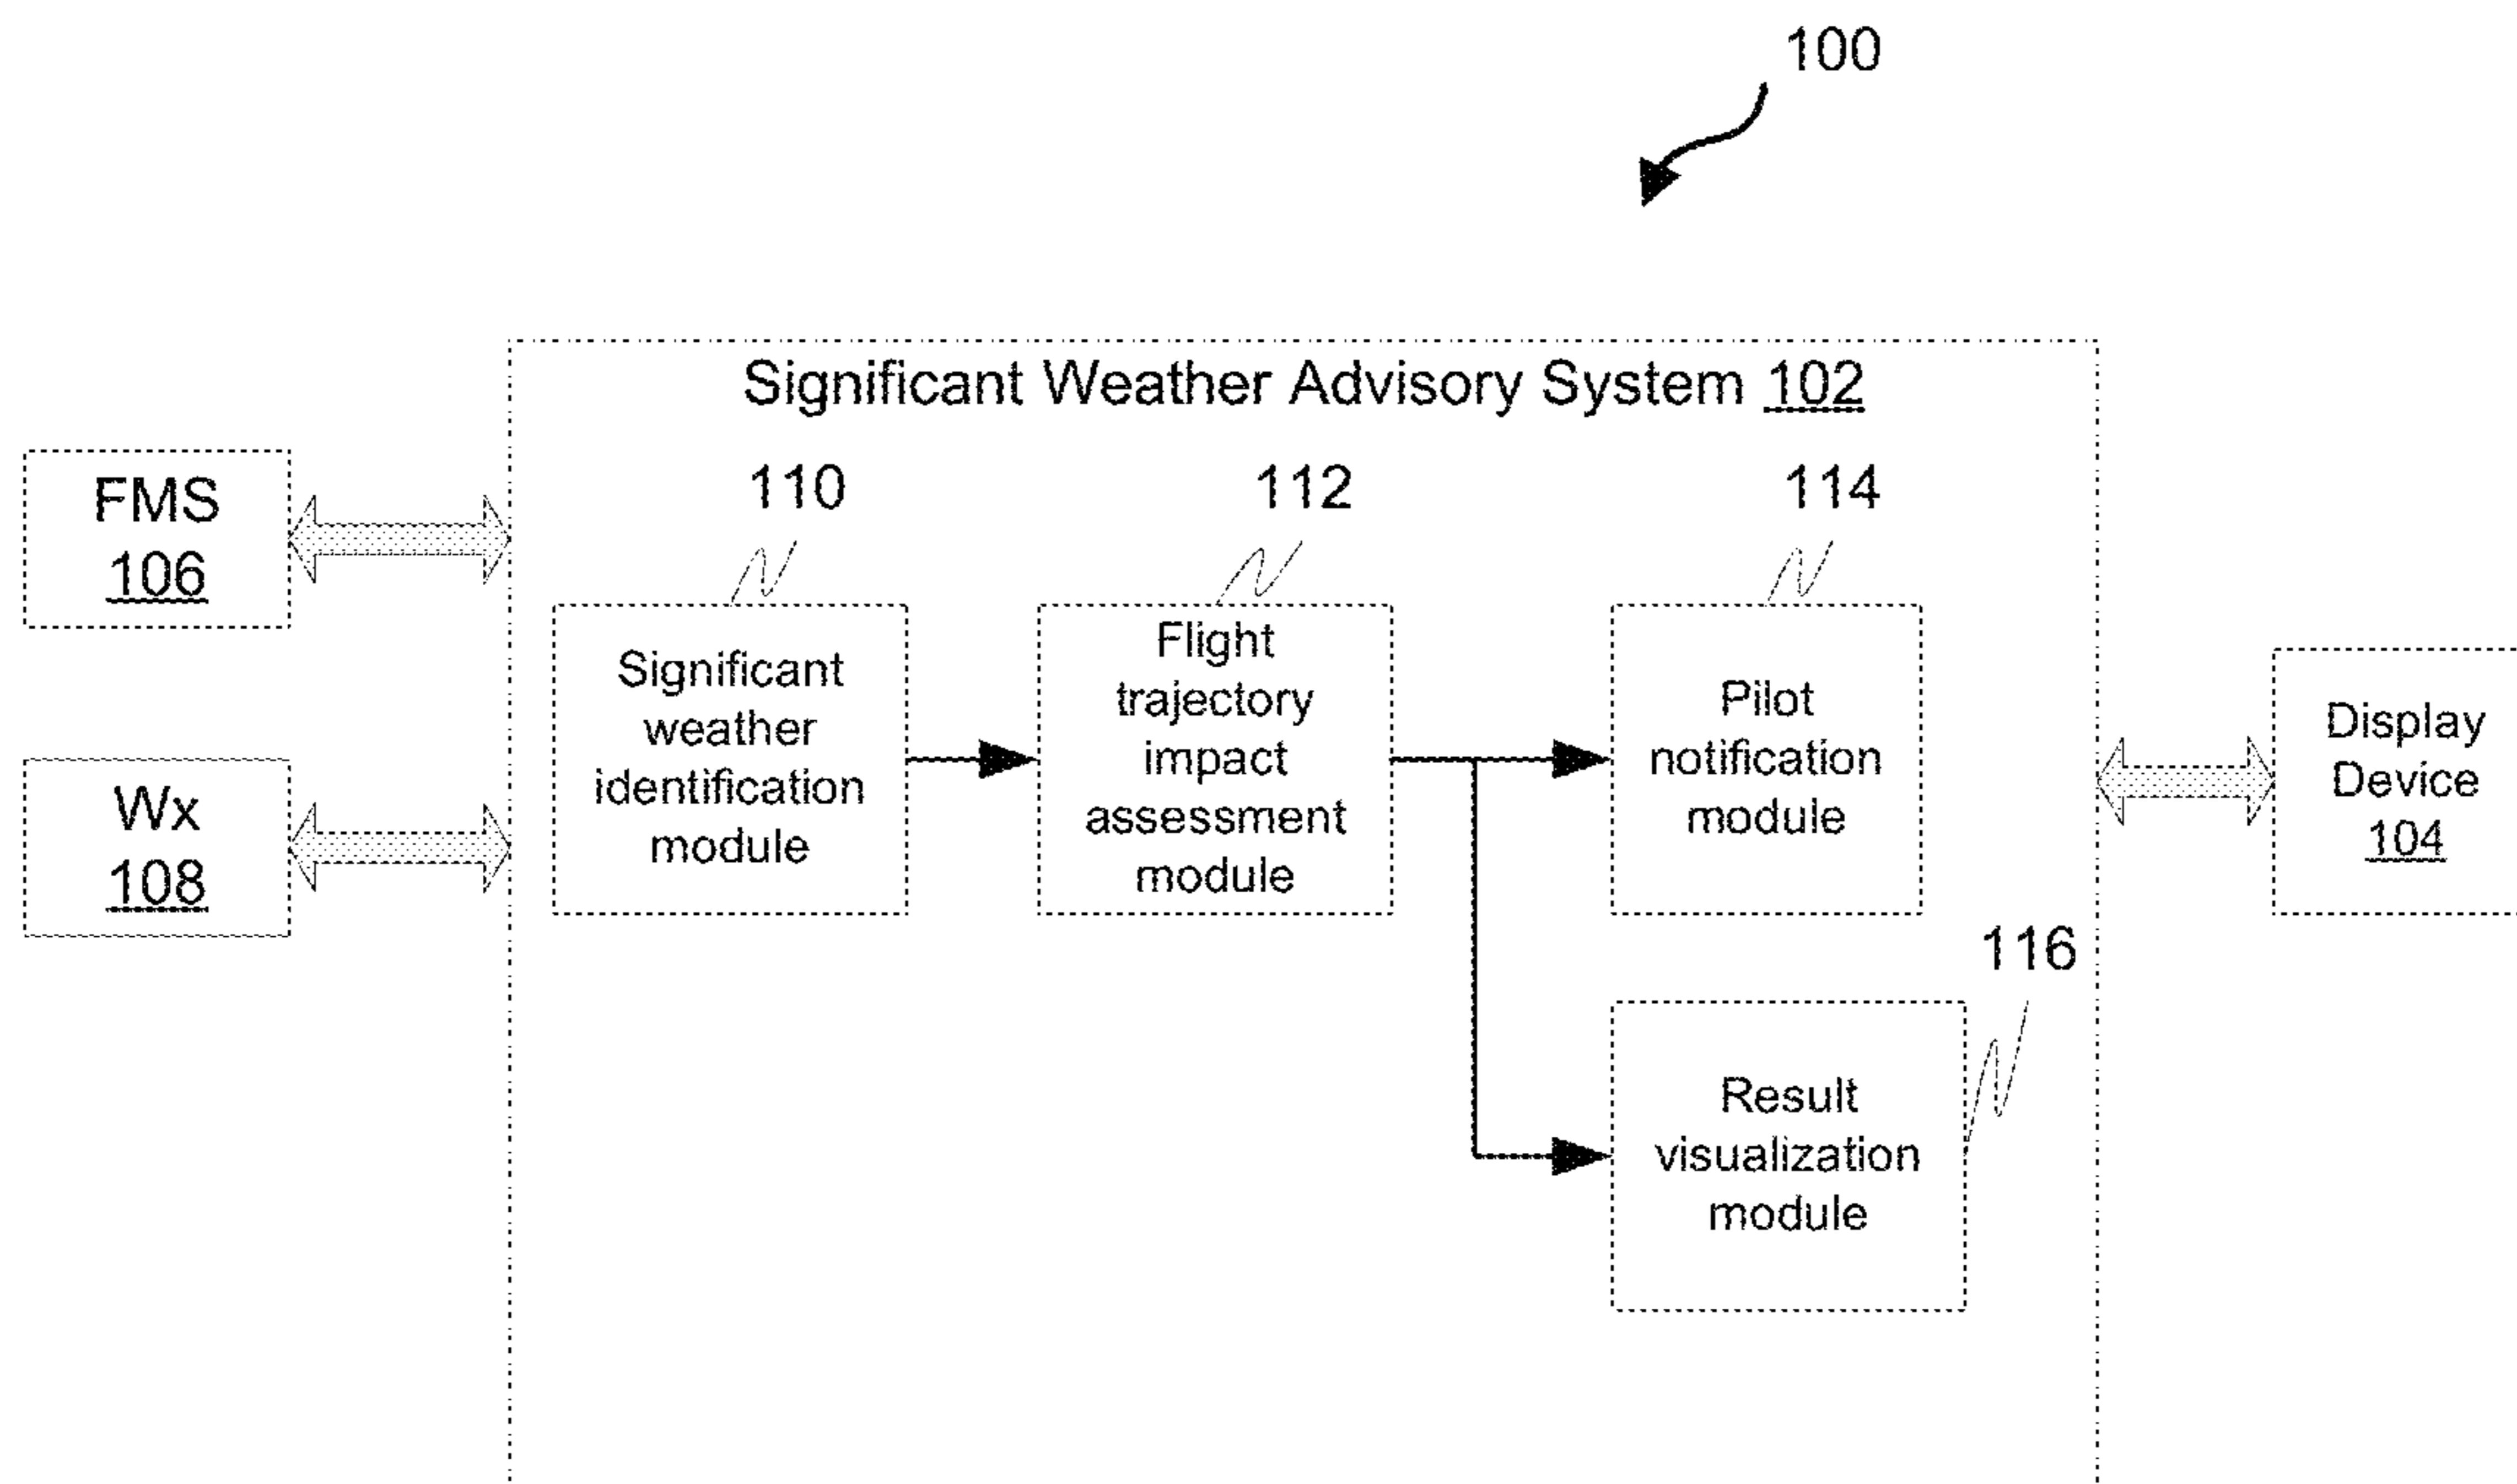 100
Significant Weather Advisory System 102
FMS
106
Wx
108
110
Significant
weather
identification
module
112
Flight
trajectory
impact
assessment
module
114
Pilot
notification
module
116
Result
visualization
module
Display
Device
104